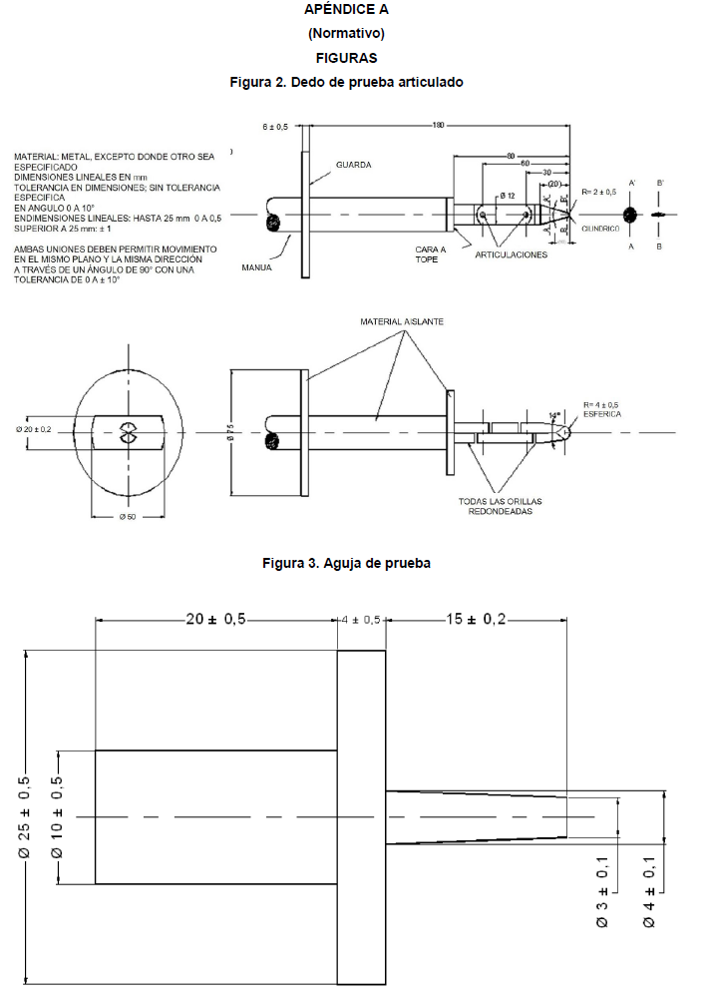 APÉNDICE A
(Normativo)
FIGURAS
Figura 2. Dedo de prueba articulado
MATERIAL: METAL, EXCEPTO DONDE OTRO SEA
ESPECIFICADO
DIMENSIONES LINEALES EN mm
TOLERANCIA EN DIMENSIONES; SIN TOLERANCIA
ESPECIFICA
EN ANGULO 0 A 10°
ENDIMENSIONES LINEALES: HASTA 25 mm 0 A 0,5
SUPERIOR A 25 mm: ± 1
AMBAS UNIONES DEBEN PERMITIR MOVIMIENTO
EN EL MISMO PLANO Y LA MISMA DIRECCIÓN
A TRAVÉS DE UN ÁNGULO DE 90° CON UNA
TOLERANCIA DE 0 A ± 10°
6 ± 0,5
180
GUARDA
80
60
30
(20)
Ø 12
R= 2 ± 0,5
CILINDRICO
A'
B'
A'
B'
A
B
A
B
MANUA
CARA A
TOPE
ARTICULACIONES
MATERIAL AISLANTE
Ø 20 ± 0,2
Ø 50
Ø 75
14°
R= 4 ± 0,5
ESFERICA
TODAS LAS ORILLAS
REDONDEADAS
Figura 3. Aguja de prueba
20 ± 0,5
4 ± 0,5
15 ± 0,2
Ø 25 ± 0,5
Ø 10 ± 0,5
Ø 3 ± 0,1
Ø 4 ± 0,1